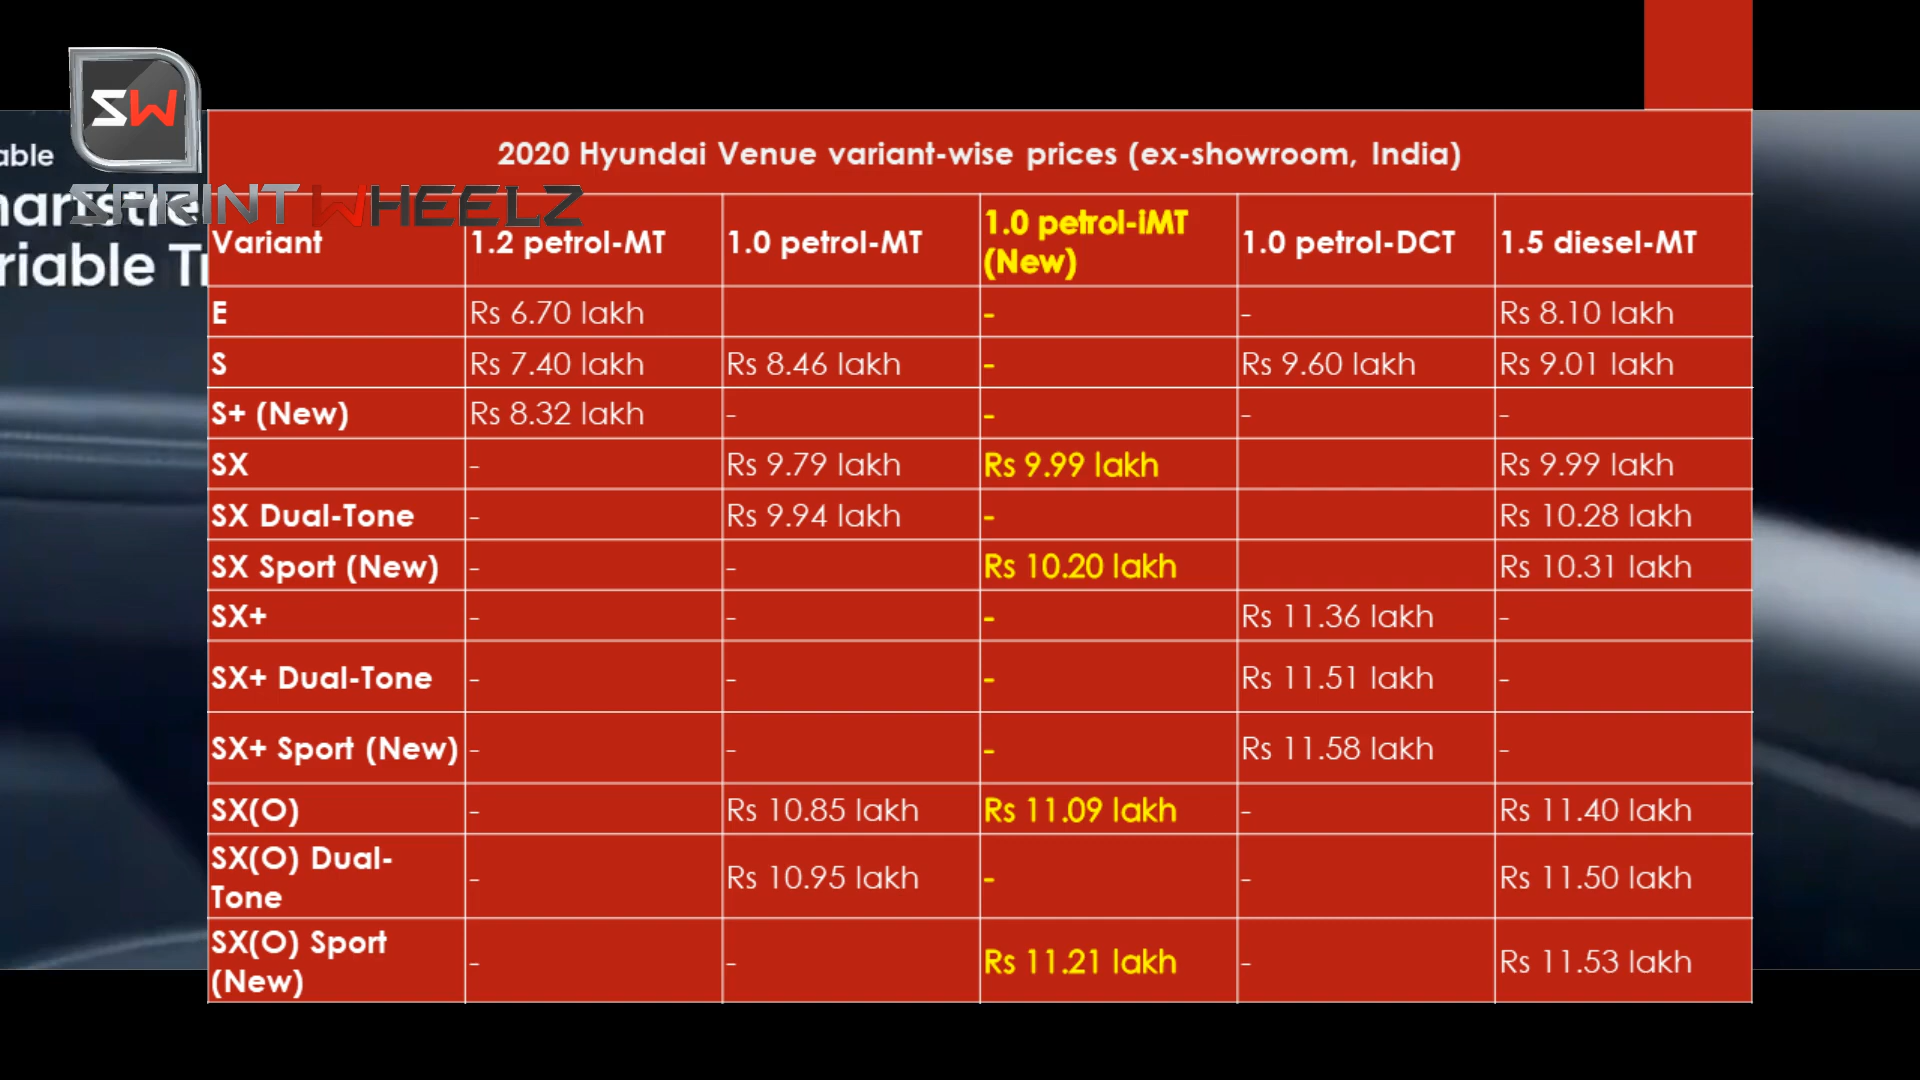 SW
SPRINT WHEELZ
able
riable Tr
2020 Hyundai Venue variant-wise prices (ex-showroom, India)
Variant 1.2 petrol-MT 1.0 petrol-MT 1.0 petrol-iMT (New) 1.0 petrol-DCT 1.5 diesel-MT
E Rs 6.70 lakh - - Rs 8.10 lakh
S Rs 7.40 lakh Rs 8.46 lakh - Rs 9.60 lakh Rs 9.01 lakh
S+ (New) Rs 8.32 lakh - - - -
SX - Rs 9.79 lakh Rs 9.99 lakh Rs 9.99 lakh
SX Dual-Tone - Rs 9.94 lakh - Rs 10.28 lakh
SX Sport (New) - - Rs 10.20 lakh Rs 10.31 lakh
SX+ - - - Rs 11.36 lakh -
SX+ Dual-Tone - - - Rs 11.51 lakh -
SX+ Sport (New) - - - Rs 11.58 lakh -
SX(O) - Rs 10.85 lakh Rs 11.09 lakh - Rs 11.40 lakh
SX(O) Dual-
Tone - Rs 10.95 lakh - - Rs 11.50 lakh
SX(O) Sport
(New) - - Rs 11.21 lakh - Rs 11.53 lakh